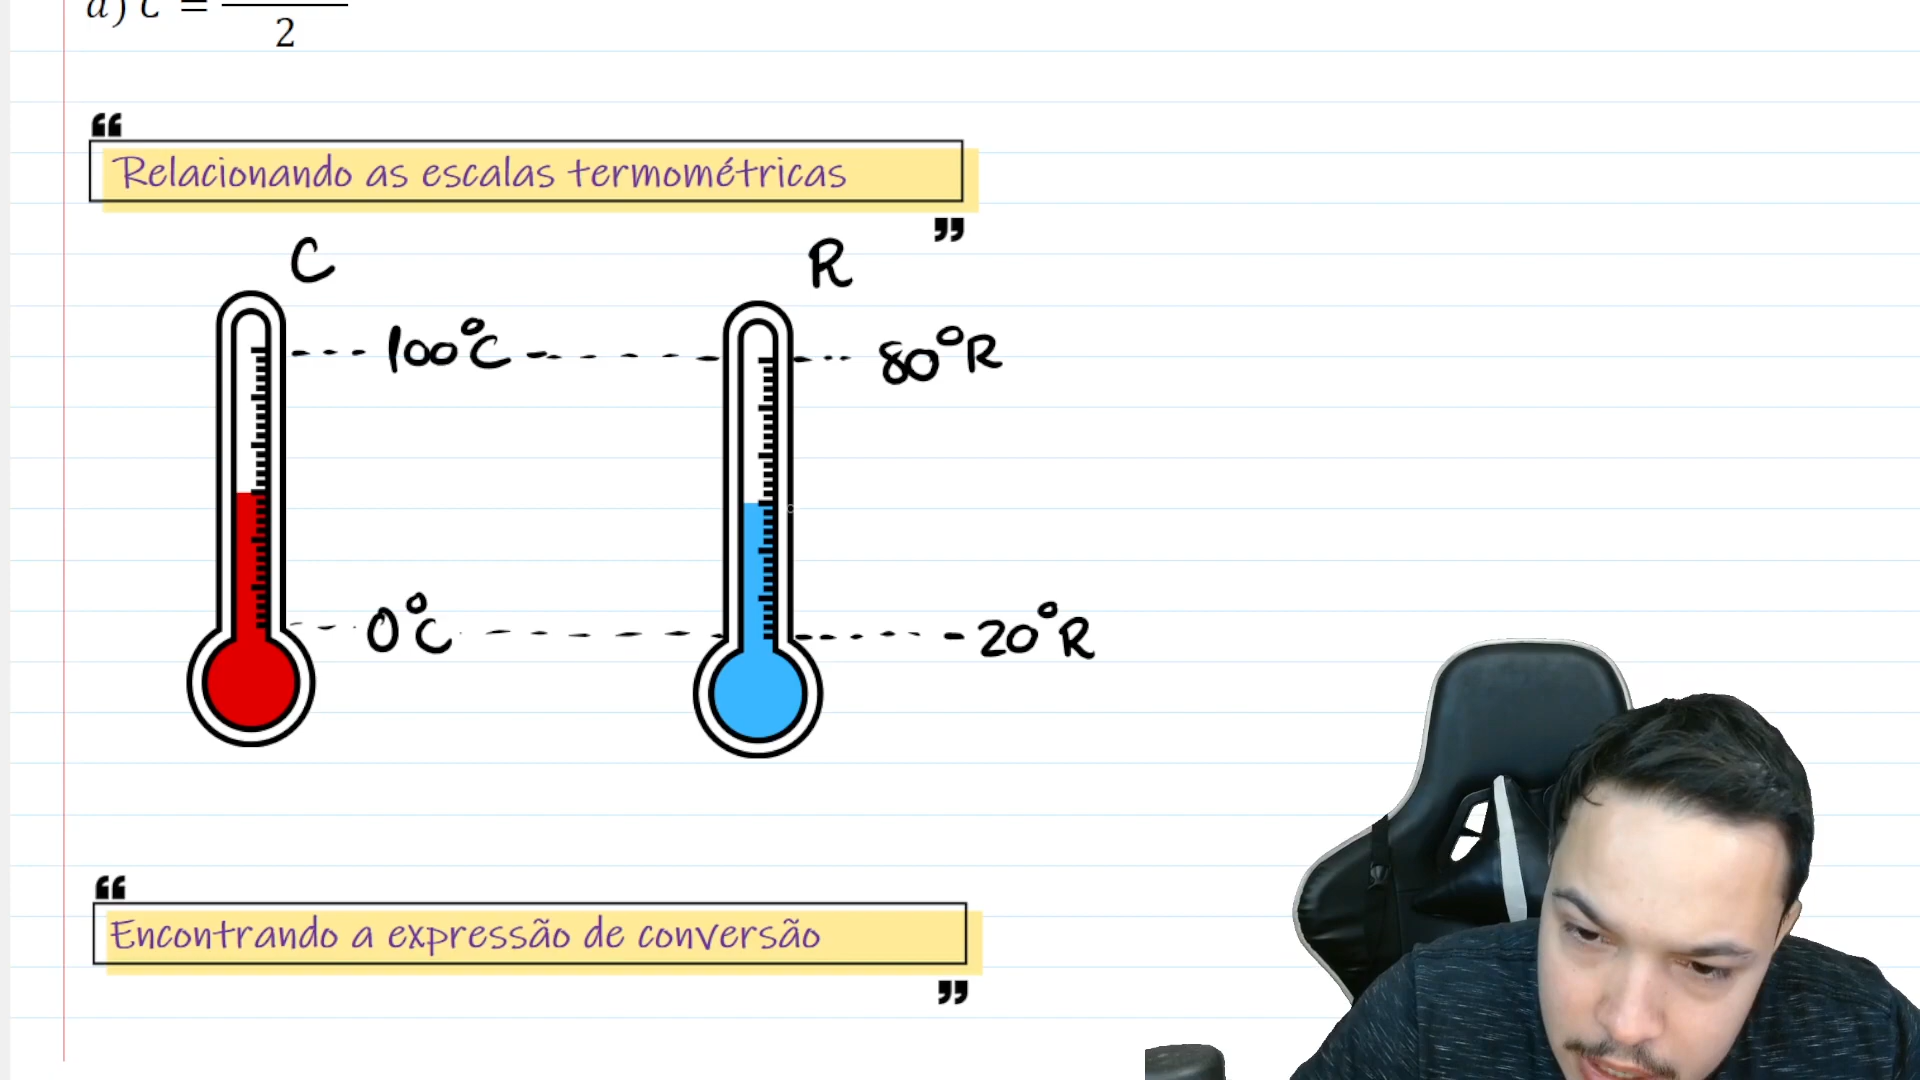 a) C =
2
“
Relacionando as escalas termométricas
”
C R
100°C 80°R
0°C -20°R
“
Encontrando a expressão de conversão
”